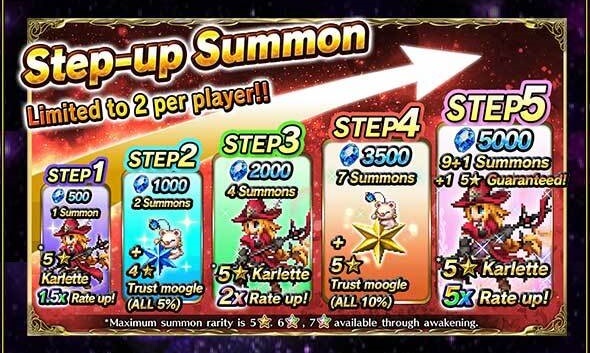 Step-up Summon
Limited to 2 per player!!
STEP1
500
1 Summon
5
Karlette
1.5x Rate up!
STEP2
1000
2 Summons
+
4
Trust moogle
(ALL 5%)
STEP3
2000
4 Summons
5 Karlette
2x Rate up!
STEP4
3500
7 Summons
+
5
Trust moogle
(ALL 10%)
STEP5
5000
9+1 Summons
+1 5 Guaranteed!
5 Karlette
5x Rate up!
*Maximum summon rarity is 5 . 6 , 7 available through awakening.